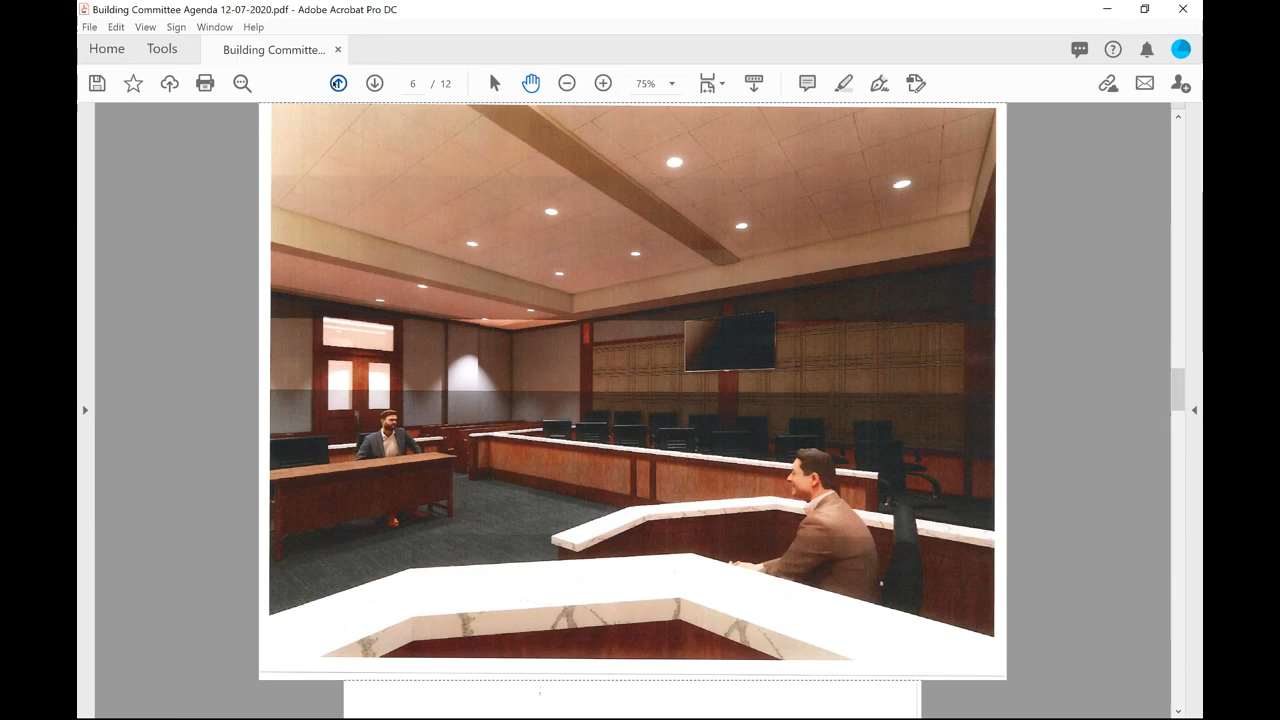 Building Committee Agenda 12-07-2020.pdf - Adobe Acrobat Pro DC
File Edit View Sign Window Help
Home Tools Building Committe... ×
6 / 12 75%